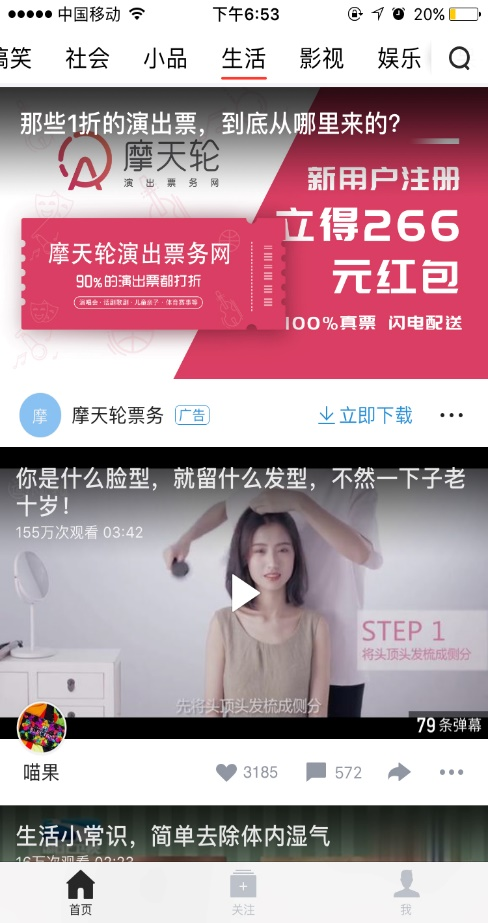 中国移动
下午6:53
20%
搞笑 社会 小品 生活 影视 娱乐
那些1折的演出票，到底从哪里来的?
摩天轮
演出票务网
新用户注册
立得266
元红包
100%真票 闪电配送
摩天轮演出票务网
90%的演出票都打折
演唱会·话剧歌剧·儿童亲子·体育赛事等
摩
摩天轮票务
广告
立即下载
你是什么脸型，就留什么发型，不然一下子老
十岁！
155万次观看 03:42
STEP 1
将头顶头发梳成侧分
先将头顶头发梳成侧分
79条弹幕
喵果
3185
572
生活小常识，简单去除体内湿气
16万次观看 02:23
首页
关注
我